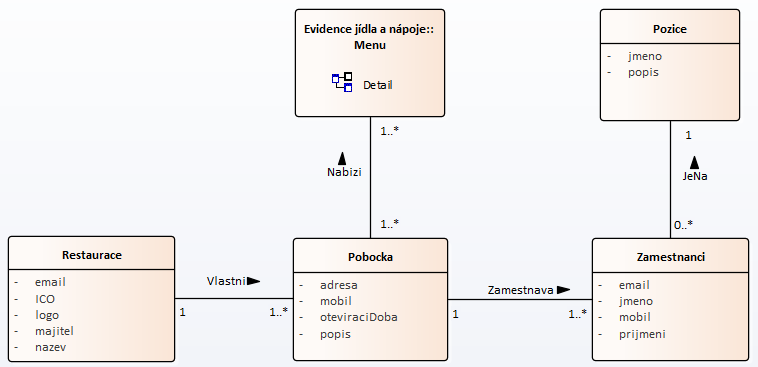 Evidence jídla a nápoje::
Menu
Detail
Pozice
- jmeno
- popis
1..*
1
Nabizi
JeNa
1..*
0..*
Restaurace
- email
- ICO
- logo
- majitel
- nazev
Vlastni
1
1..*
Pobocka
- adresa
- mobil
- oteviraciDoba
- popis
Zamestnava
1
1..*
Zamestnanci
- email
- jmeno
- mobil
- prijmeni